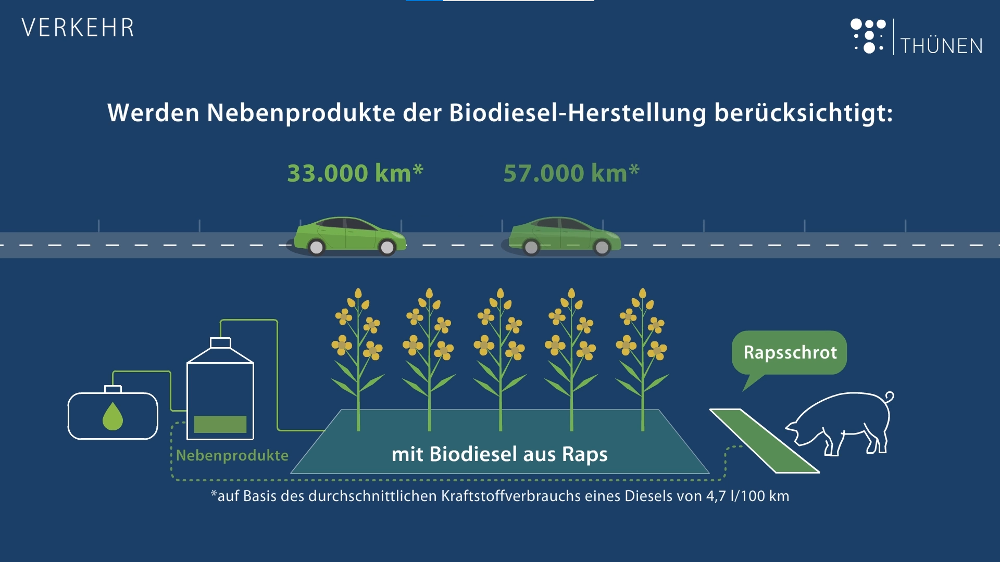 VERKEHR
THÜNEN
Werden Nebenprodukte der Biodiesel-Herstellung berücksichtigt:
33.000 km*
57.000 km*
Rapsschrot
Nebenprodukte
mit Biodiesel aus Raps
*auf Basis des durchschnittlichen Kraftstoffverbrauchs eines Diesels von 4,7 l/100 km